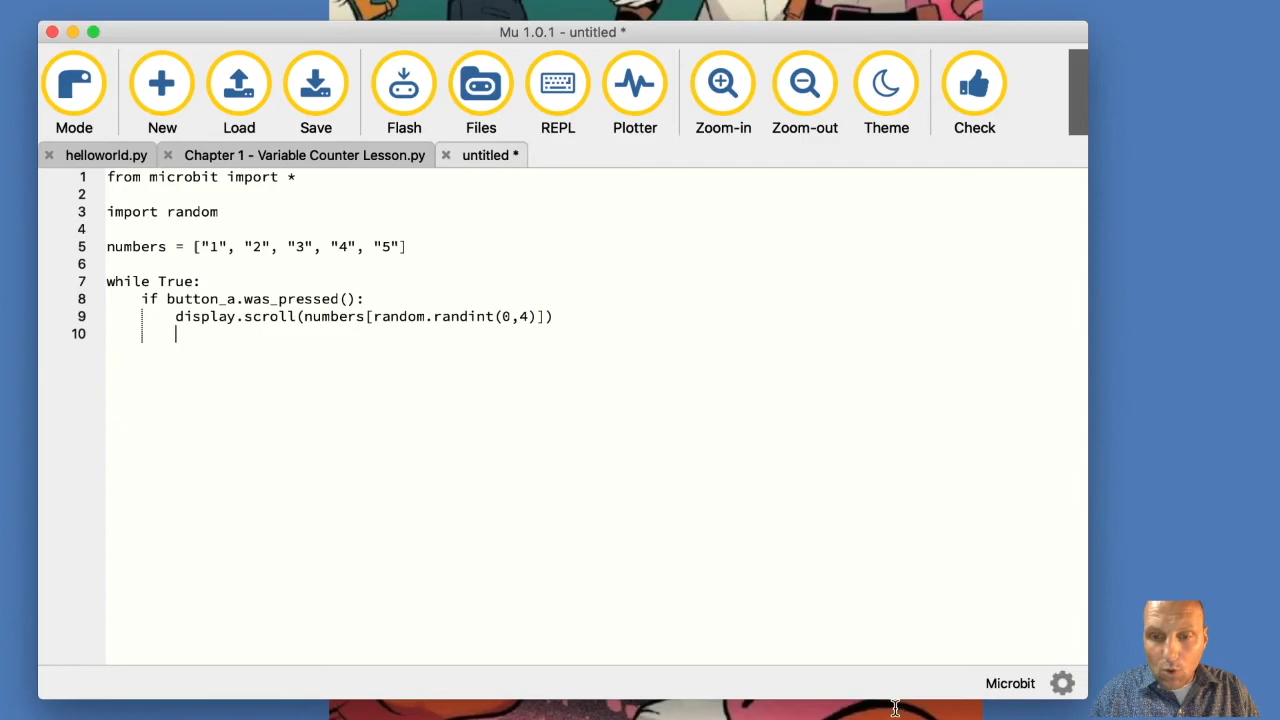 Mu 1.0.1 - untitled *
Mode New Load Save Flash Files REPL Plotter Zoom-in Zoom-out Theme Check
helloworld.py Chapter 1 - Variable Counter Lesson.py untitled *
1 from microbit import *
2
3 import random
4
5 numbers = ["1", "2", "3", "4", "5"]
6
7 while True:
8 if button_a.was_pressed():
9 display.scroll(numbers[random.randint(0,4)])
10
Microbit